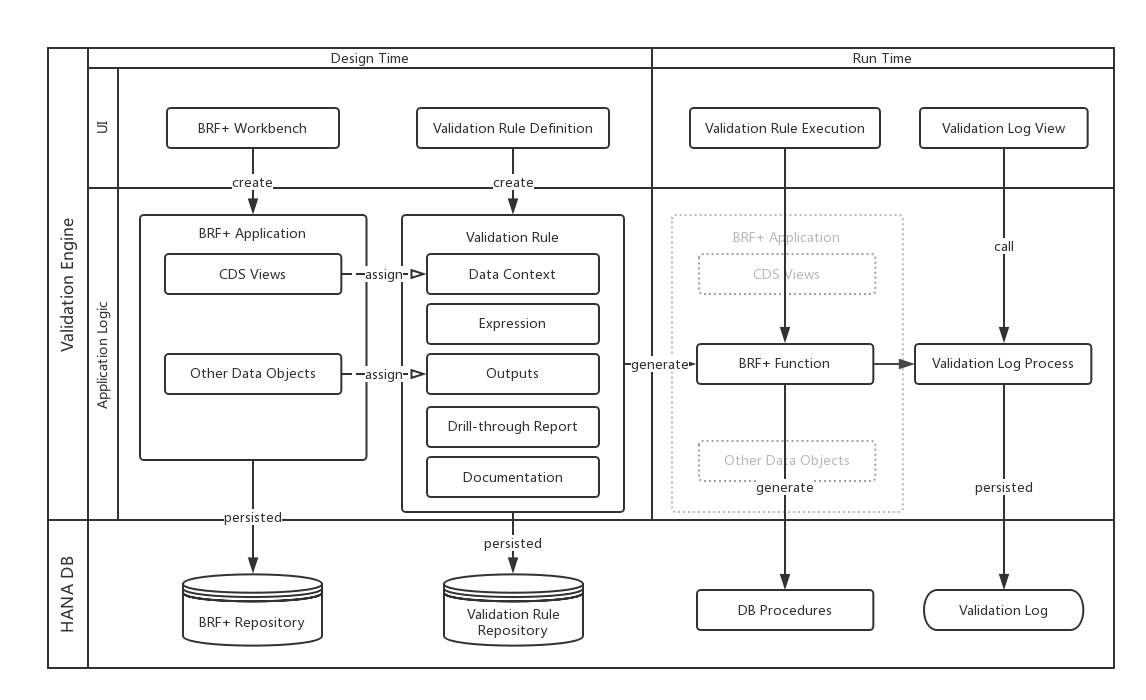 Design Time
Run Time
Validation Engine
UI
BRF+ Workbench
Validation Rule Definition
Validation Rule Execution
Validation Log View
create
create
Application Logic
BRF+ Application
CDS Views
Other Data Objects
assign
assign
Validation Rule
Data Context
Expression
Outputs
Drill-through Report
Documentation
generate
BRF+ Application
CDS Views
BRF+ Function
Other Data Objects
generate
call
Validation Log Process
persisted
persisted
persisted
HANA DB
BRF+ Repository
Validation Rule
Repository
DB Procedures
Validation Log